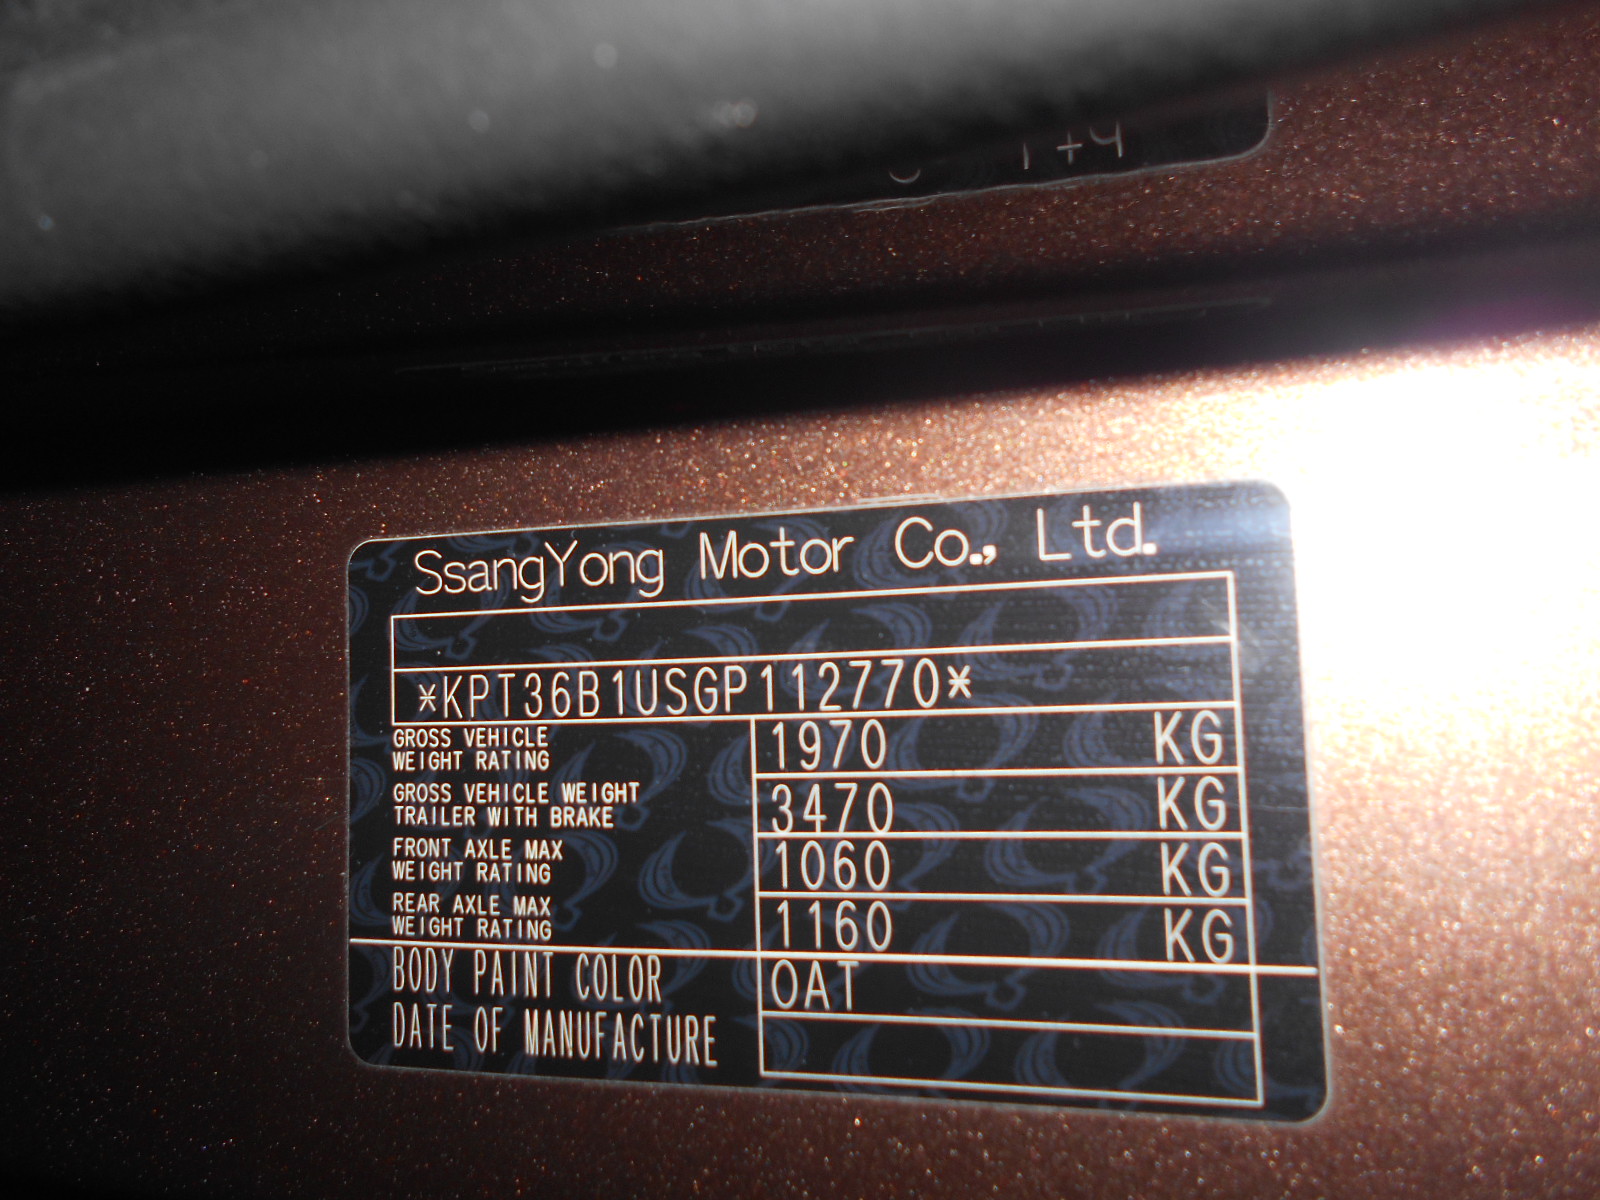 SsangYong Motor Co., Ltd.
*KPT36B1USGP112770*
GROSS VEHICLE
WEIGHT RATING
1970 KG
GROSS VEHICLE WEIGHT
TRAILER WITH BRAKE
3470 KG
FRONT AXLE MAX
WEIGHT RATING
1060 KG
REAR AXLE MAX
WEIGHT RATING
1160 KG
BODY PAINT COLOR OAT
DATE OF MANUFACTURE